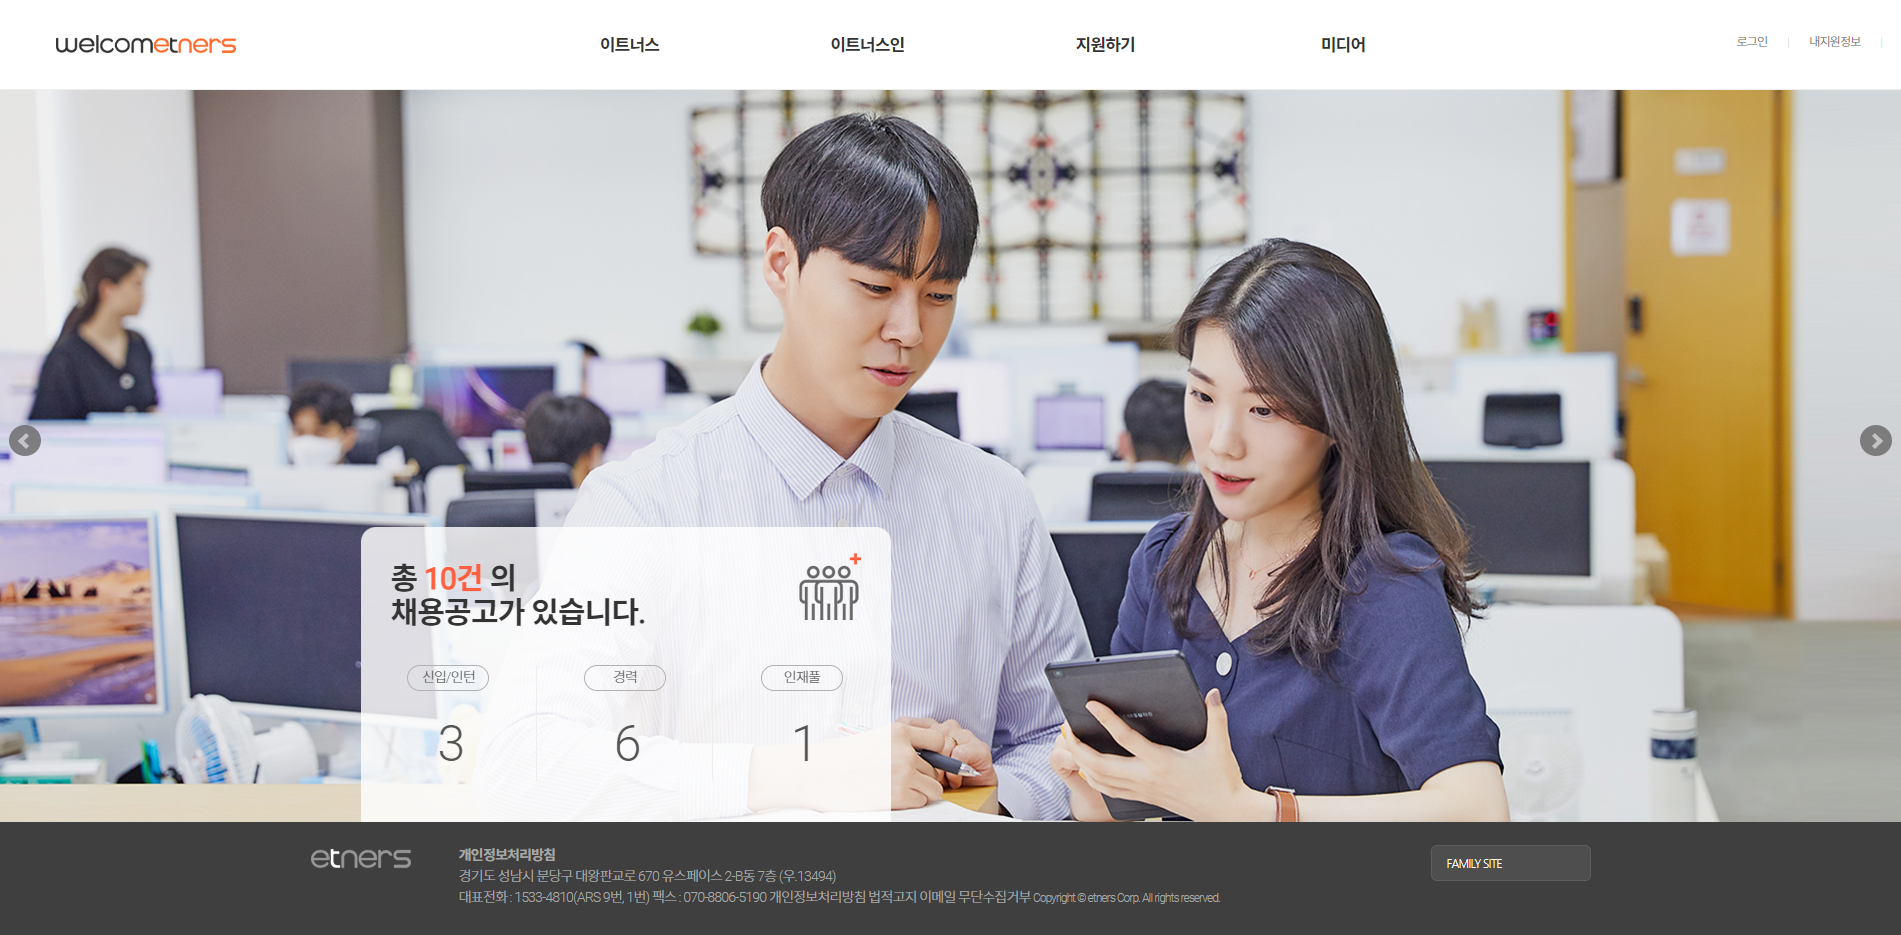 welcometners
이트너스
이트너스인
지원하기
미디어
로그인
내지원정보
총 10건 의
채용공고가 있습니다.
신입/인턴
경력
인재풀
3
6
1
SAMSUNG
etners
개인정보처리방침
경기도 성남시 분당구 대왕판교로 670 유스페이스 2-B동 7층 (우.13494)
대표전화 : 1533-4810(ARS 9번, 1번) 팩스 : 070-8806-5190 개인정보처리방침 법적고지 이메일 무단수집거부 Copyright © etners Corp. All rights reserved.
FAMILY SITE